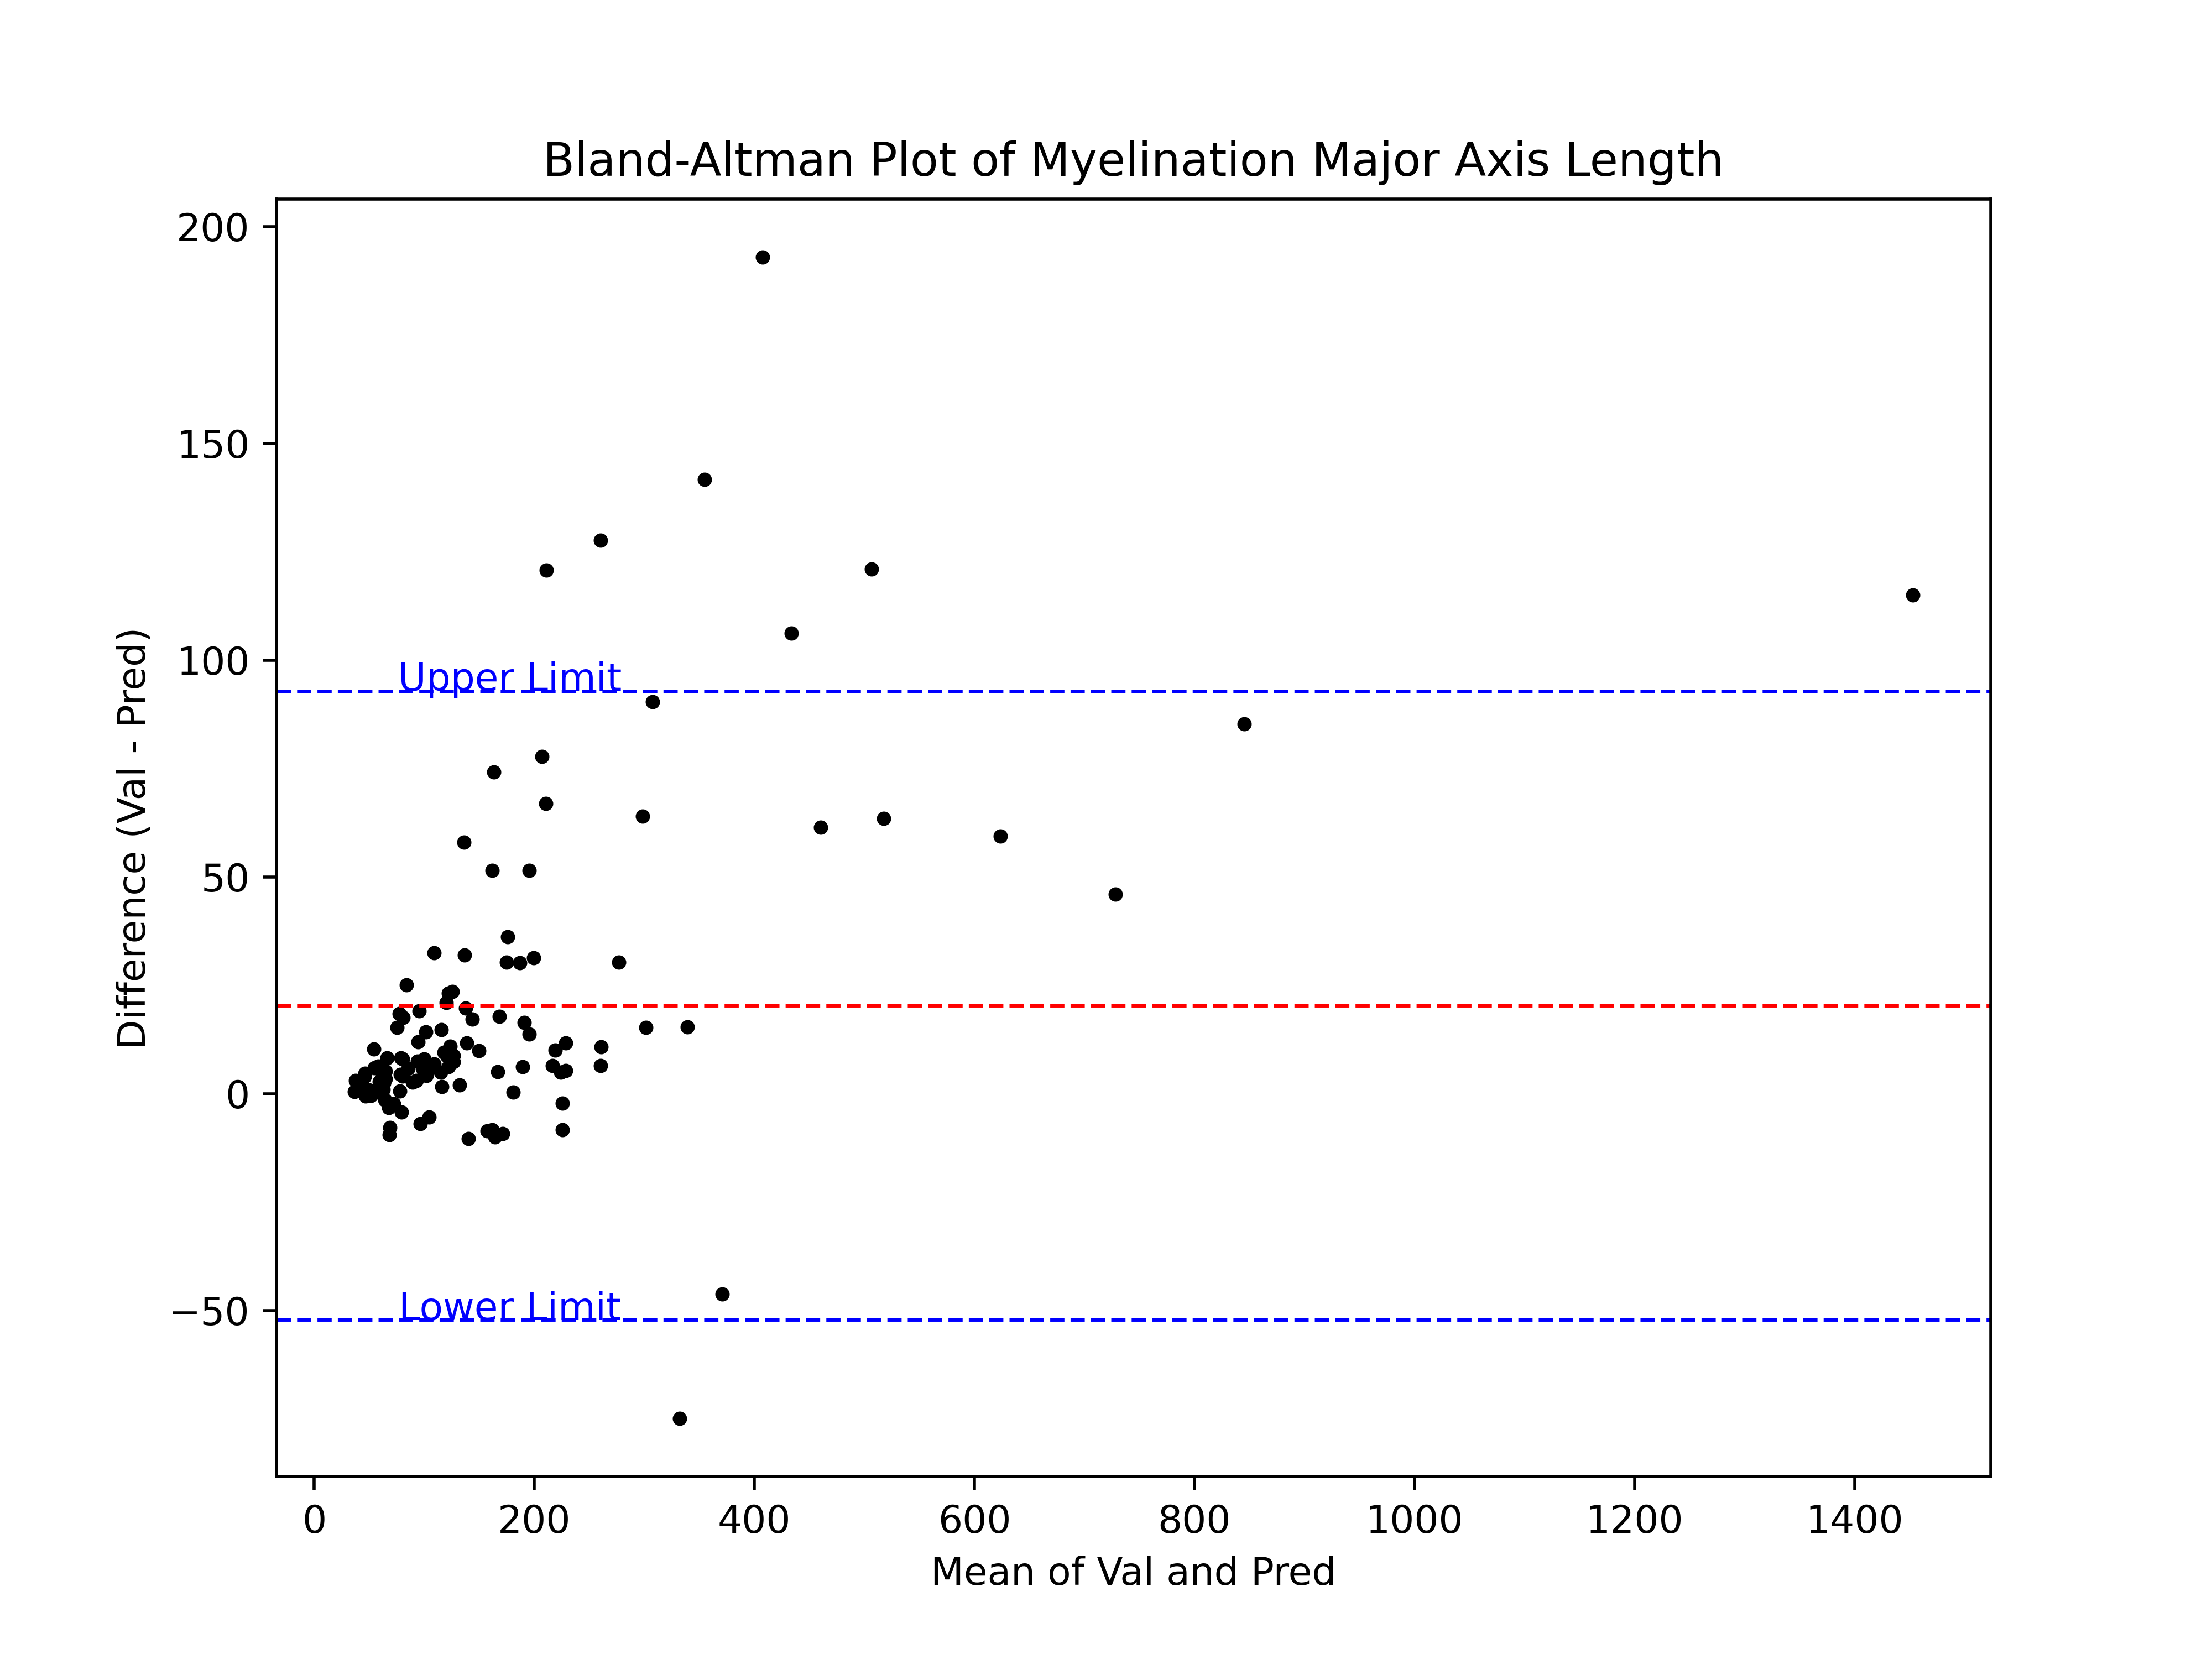 Bland-Altman Plot of Myelination Major Axis Length
200
150
100
50
0
−50
Difference (Val - Pred)
Upper Limit
Lower Limit
0 200 400 600 800 1000 1200 1400
Mean of Val and Pred